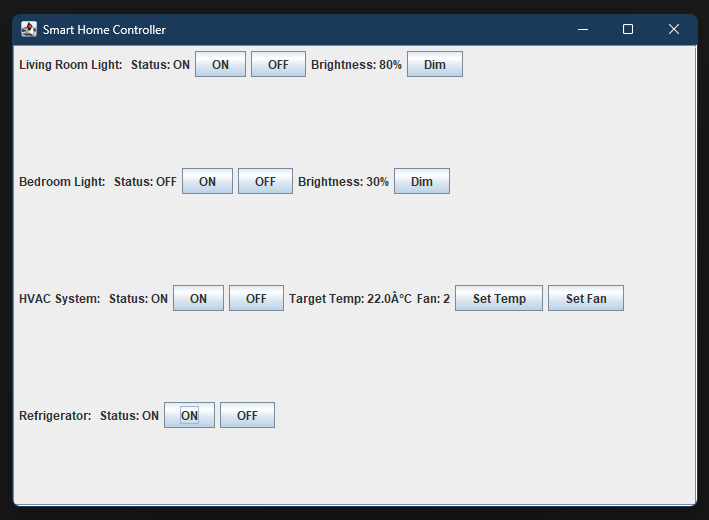 Smart Home Controller
Living Room Light: Status: ON ON OFF Brightness: 80% Dim
Bedroom Light: Status: OFF ON OFF Brightness: 30% Dim
HVAC System: Status: ON ON OFF Target Temp: 22.0Â°C Fan: 2 Set Temp Set Fan
Refrigerator: Status: ON ON OFF